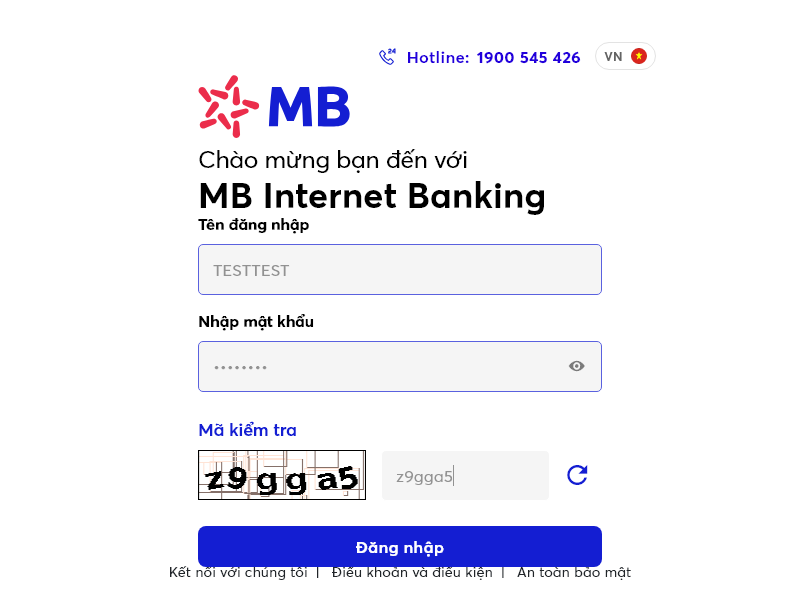 Hotline: 1900 545 426 VN
MB
Chào mừng bạn đến với
MB Internet Banking
Tên đăng nhập
TESTTEST
Nhập mật khẩu
••••••••
Mã kiểm tra
z9gga5 z9gga5
Đăng nhập
Kết nối với chúng tôi | Điều khoản và điều kiện | An toàn bảo mật